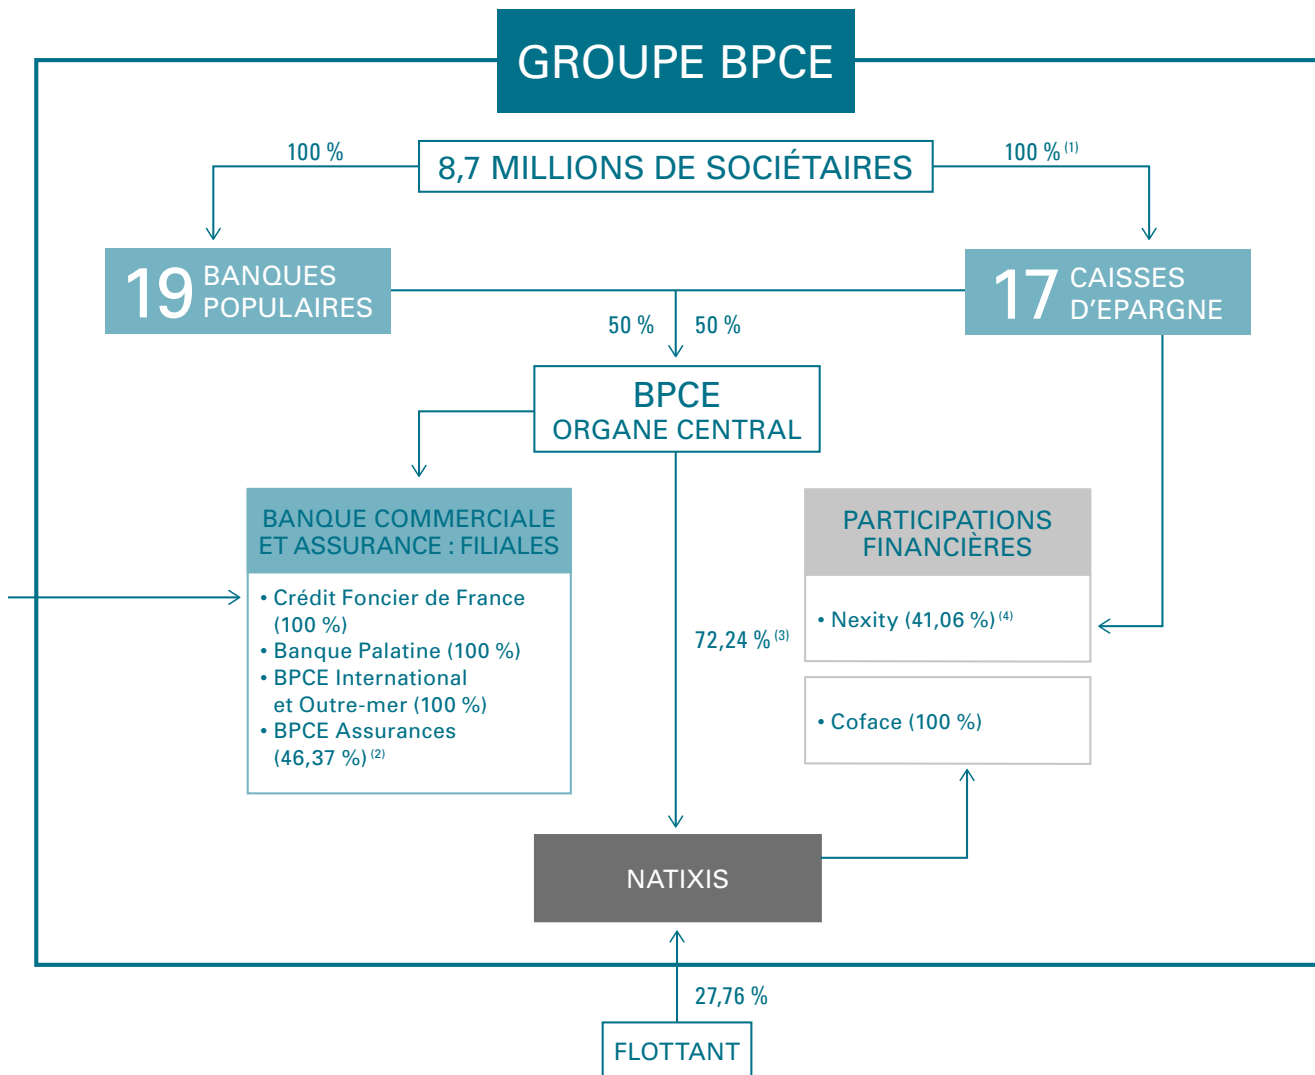 GROUPE BPCE
100 %
8,7 MILLIONS DE SOCIÉTAIRES
100 % (1)
19 BANQUES
POPULAIRES
17 CAISSES
D'EPARGNE
50 %
50 %
BPCE
ORGANE CENTRAL
BANQUE COMMERCIALE
ET ASSURANCE : FILIALES
• Crédit Foncier de France
(100 %)
• Banque Palatine (100 %)
• BPCE International
et Outre-mer (100 %)
• BPCE Assurances
(46,37 %) (2)
72,24 % (3)
PARTICIPATIONS
FINANCIÈRES
• Nexity (41,06 %) (4)
• Coface (100 %)
NATIXIS
27,76 %
FLOTTANT